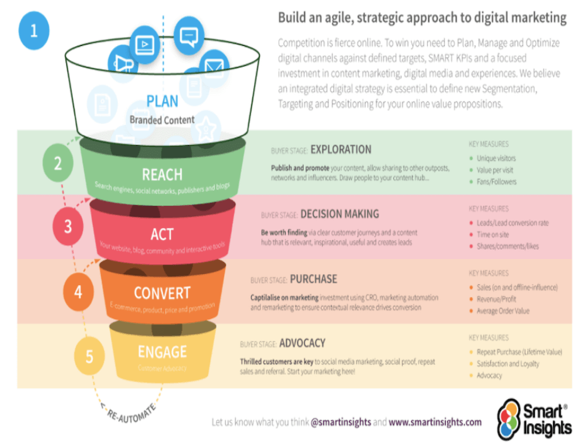 1
Build an agile, strategic approach to digital marketing
Competition is fierce online. To win you need to Plan, Manage and Optimize
digital channels against defined targets, SMART KPIs and a focused
investment in content marketing, digital media and experiences. We believe
an integrated digital strategy is essential to define new Segmentation,
Targeting and Positioning for your online value propositions.
PLAN
Branded Content
2
REACH
Search engines, social networks, publishers and blogs
BUYER STAGE: EXPLORATION
Publish and promote your content, allow sharing to other outposts,
networks and influencers. Draw people to your content hub...
KEY MEASURES
Unique visitors
Value per visit
Fans/Followers
3
ACT
Your website, blog, community and interactive tools
BUYER STAGE: DECISION MAKING
Be worth finding via clear customer journeys and a content
hub that is relevant, inspirational, useful and creates leads
KEY MEASURES
Leads/Lead conversion rate
Time on site
Shares/comments/likes
4
CONVERT
E-commerce, product, price and promotion
BUYER STAGE: PURCHASE
Captilalise on marketing investment using CRO, marketing automation
and remarketing to ensure contextual relevance drives conversion
KEY MEASURES
Sales (on and offline-influence)
Revenue/Profit
Average Order Value
5
ENGAGE
Customer advocacy
BUYER STAGE: ADVOCACY
Thrilled customers are key to social media marketing, social proof, repeat
sales and referral. Start your marketing here!
KEY MEASURES
Repeat Purchase (Lifetime Value)
Satisfaction and Loyalty
Advocacy
RE-AUTOMATE
Let us know what you think @smartinsights and www.smartinsights.com
Smart
Insights